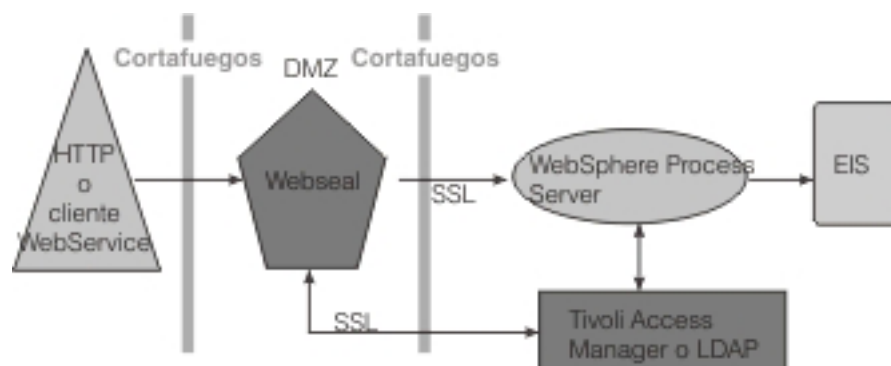 Cortafuegos
Cortafuegos
DMZ
HTTP
o
cliente
WebService
Webseal
SSL
WebSphere Process
Server
EIS
SSL
Tivoli Access
Manager o LDAP